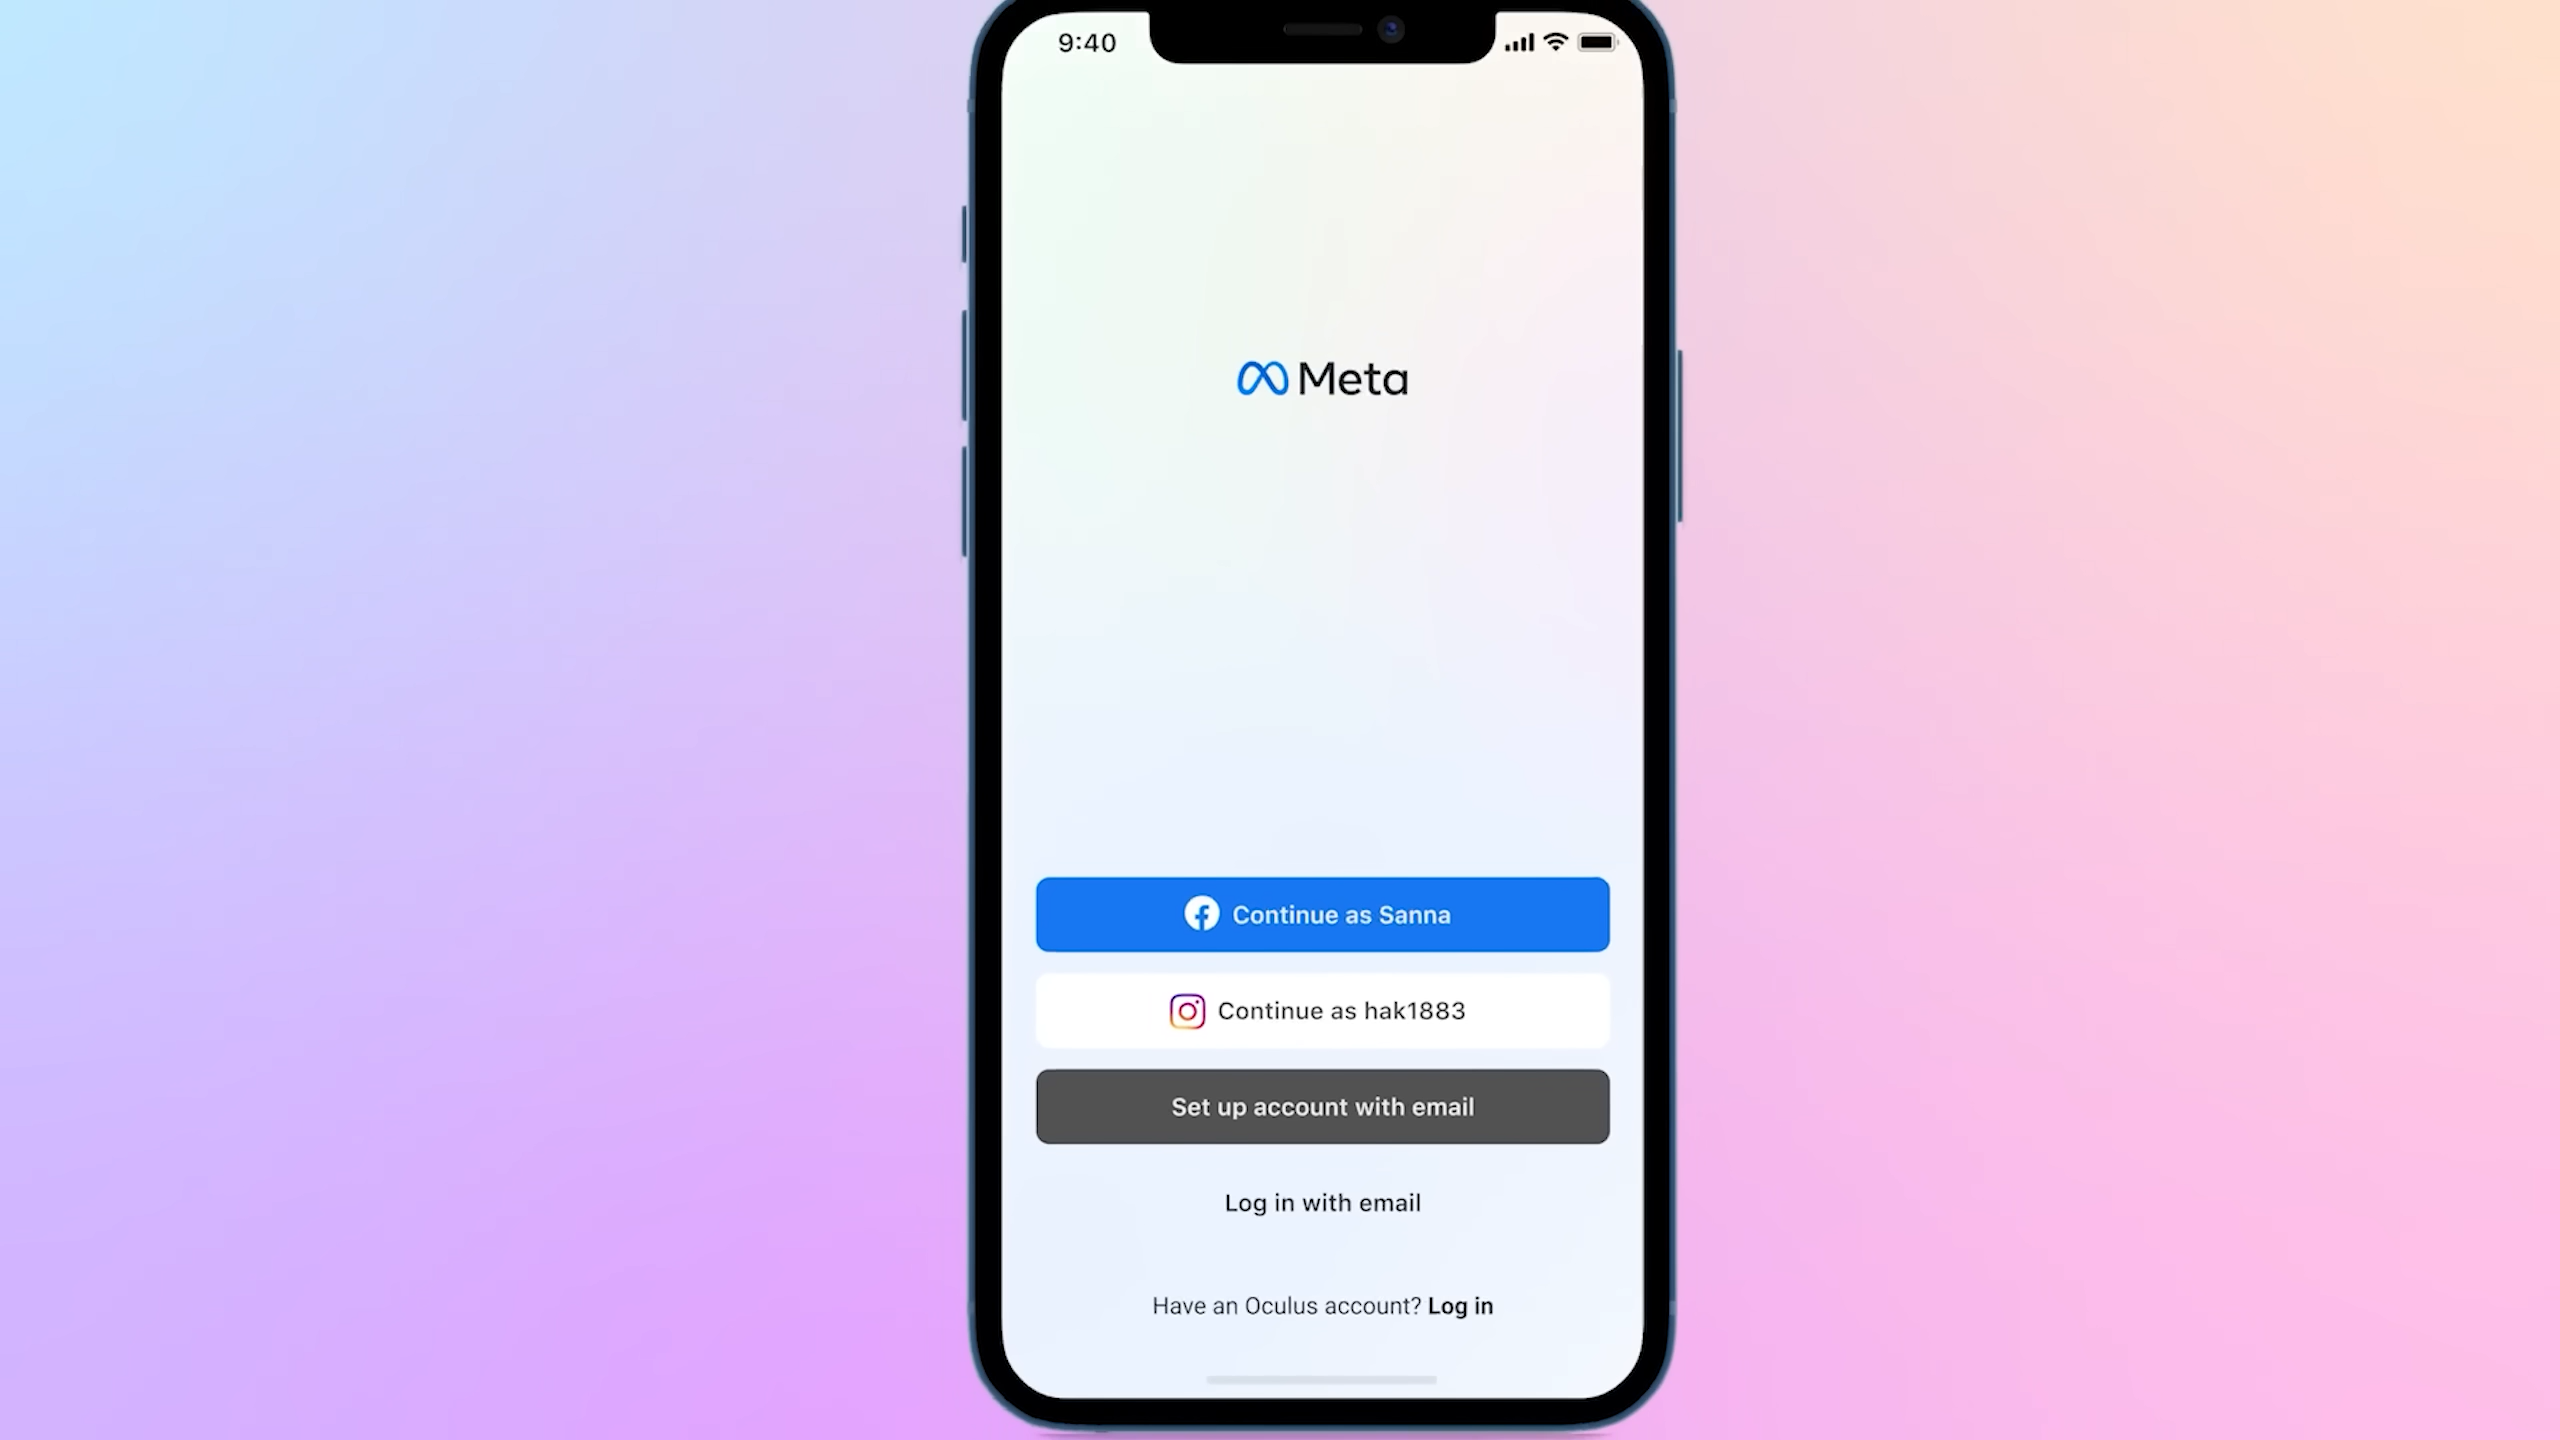 9:40
Meta
Continue as Sanna
Continue as hak1883
Set up account with email
Log in with email
Have an Oculus account? Log in